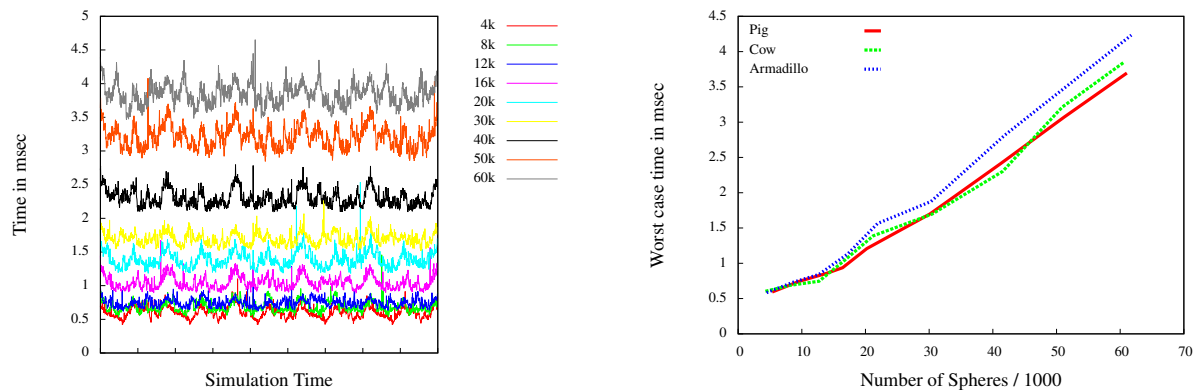 5
4.5
4
3.5
3
2.5
2
1.5
1
0.5
0
Time in msec
Simulation Time
4k
8k
12k
16k
20k
30k
40k
50k
60k
4.5
4
3.5
3
2.5
2
1.5
1
0.5
0
Worst case time in msec
Pig
Cow
Armadillo
0 10 20 30 40 50 60 70
Number of Spheres / 1000